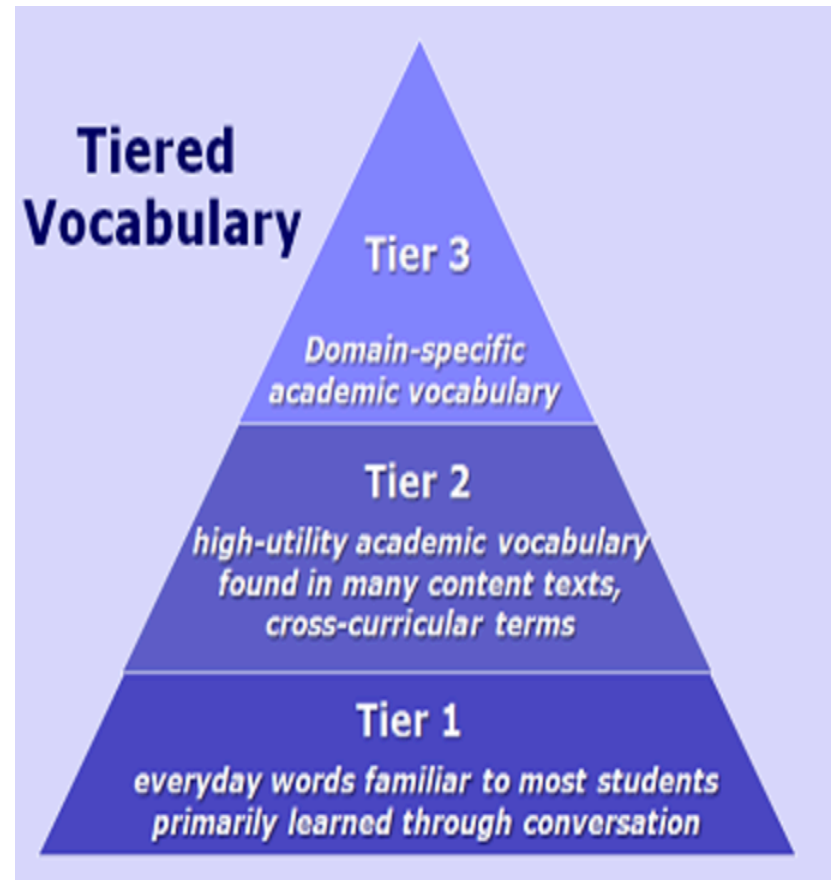 Tiered
Vocabulary
Tier 3
Domain-specific
academic vocabulary
Tier 2
high-utility academic vocabulary
found in many content texts,
cross-curricular terms
Tier 1
everyday words familiar to most students
primarily learned through conversation